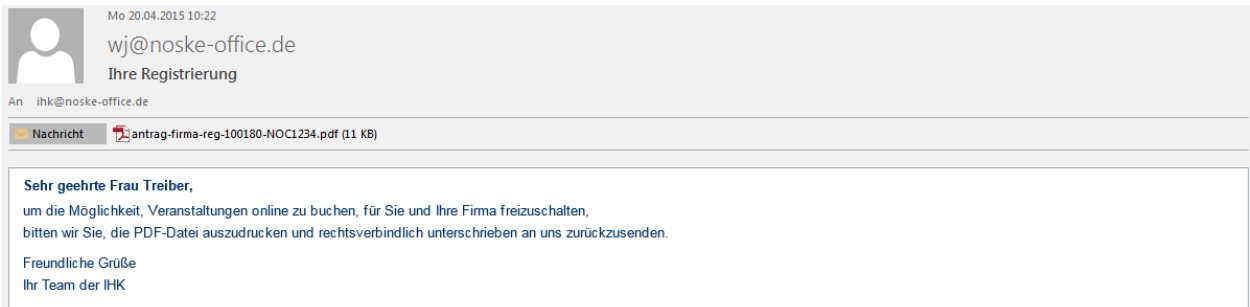 Mo 20.04.2015 10:22
wj@noske-office.de
Ihre Registrierung
An ihk@noske-office.de
Nachricht antrag-firma-reg-100180-NOC1234.pdf (11 KB)
Sehr geehrte Frau Treiber,
um die Möglichkeit, Veranstaltungen online zu buchen, für Sie und Ihre Firma freizuschalten,
bitten wir Sie, die PDF-Datei auszudrucken und rechtsverbindlich unterschrieben an uns zurückzusenden.
Freundliche Grüße
Ihr Team der IHK